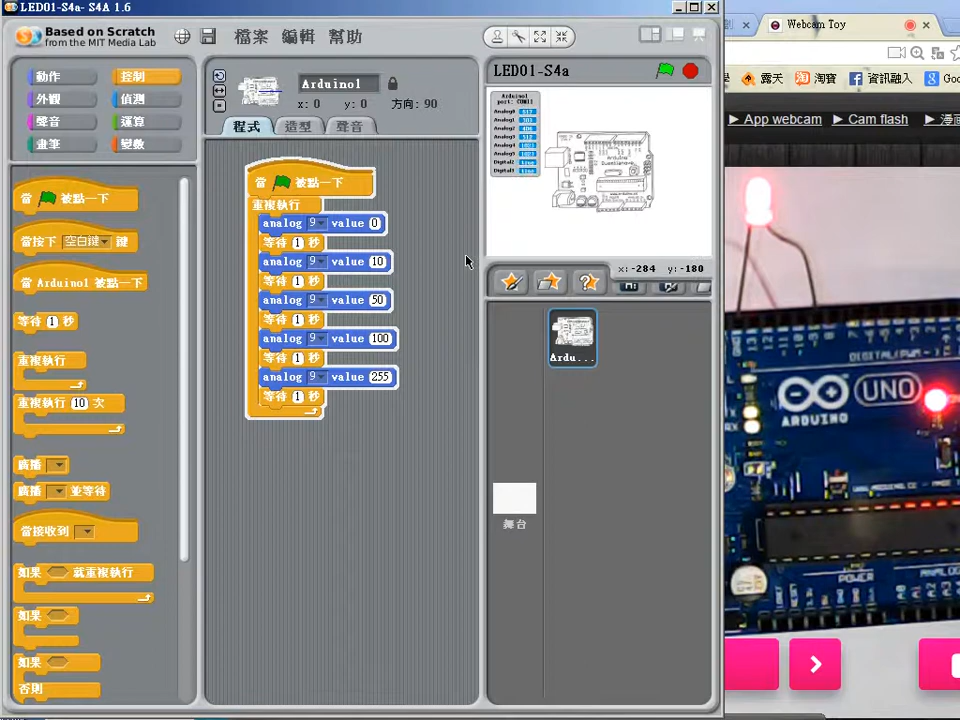 LED01-S4a- S4A 1.6
Based on Scratch
from the MIT Media Lab
檔案 編輯 幫助
動作 控制
外觀 偵測
聲音 運算
畫筆 變數
當 被點一下
當按下 空白鍵 鍵
當 Arduino1 被點一下
等待 1 秒
重複執行
重複執行 10 次
廣播
廣播 並等待
當接收到
如果 就重複執行
如果
如果
否則
Arduino1
x: 0 y: 0 方向: 90
程式 造型 聲音
當 被點一下
重複執行
analog 9 value 0
等待 1 秒
analog 9 value 10
等待 1 秒
analog 9 value 50
等待 1 秒
analog 9 value 100
等待 1 秒
analog 9 value 255
等待 1 秒
LED01-S4a
Arduino1
port: COM11
x: -284 y: -180
Ardu...
舞台
Webcam Toy
露天 淘 淘寶 資訊融入 Goo
App webcam Cam flash
DIGITAL(PWM~)
UNO
ARDUINO
POWER